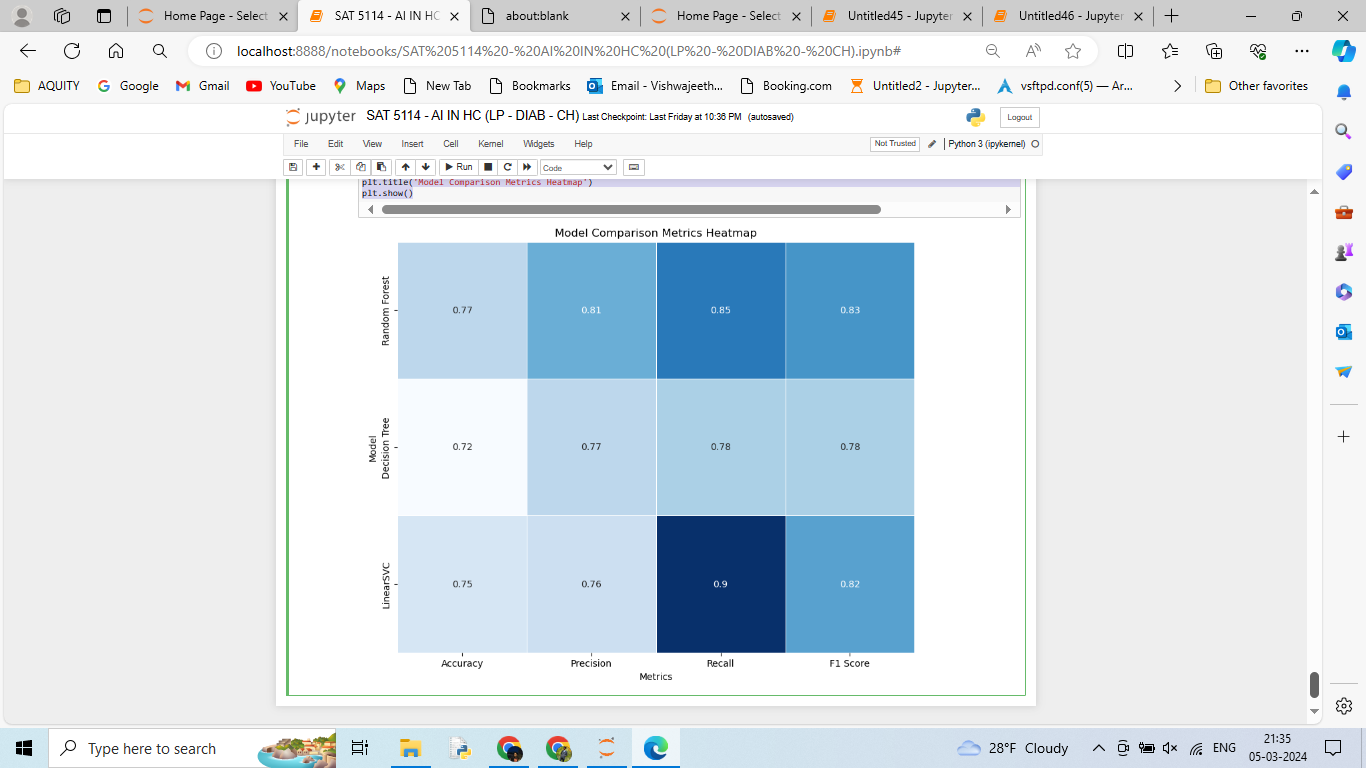 Home Page - Select
SAT 5114 - AI IN HC
about:blank
Home Page - Select
Untitled45 - Jupyter
Untitled46 - Jupyter
localhost:8888/notebooks/SAT%205114%20-%20AI%20IN%20HC%20(LP%20-%20DIAB%20-%20CH).ipynb#
AQUITY
Google
Gmail
YouTube
Maps
New Tab
Bookmarks
Email - Vishwajeeth...
Booking.com
Untitled2 - Jupyter...
vsftpd.conf(5) — Ar...
Other favorites
jupyter SAT 5114 - AI IN HC (LP - DIAB - CH) Last Checkpoint: Last Friday at 10:36 PM (autosaved)
Logout
File Edit View Insert Cell Kernel Widgets Help
Not Trusted
Python 3 (ipykernel)
Run
Code
plt.title('Model Comparison Metrics Heatmap')
plt.show()
Model Comparison Metrics Heatmap
Random Forest
0.77 0.81 0.85 0.83
Model
Decision Tree
0.72 0.77 0.78 0.78
LinearSVC
0.75 0.76 0.9 0.82
Accuracy Precision Recall F1 Score
Metrics
Type here to search
28°F Cloudy
ENG
21:35
05-03-2024